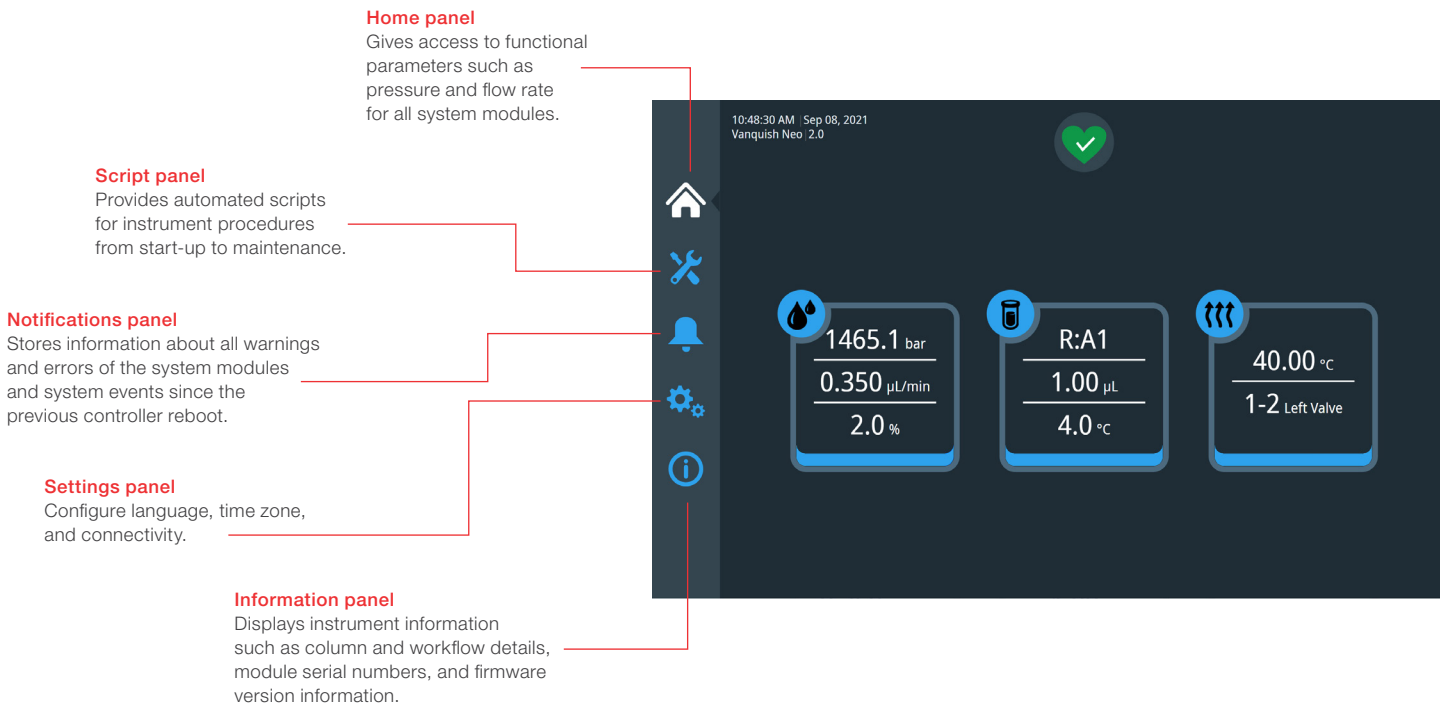 Home panel
Gives access to functional
parameters such as
pressure and flow rate
for all system modules.
Script panel
Provides automated scripts
for instrument procedures
from start-up to maintenance.
Notifications panel
Stores information about all warnings
and errors of the system modules
and system events since the
previous controller reboot.
Settings panel
Configure language, time zone,
and connectivity.
Information panel
Displays instrument information
such as column and workflow details,
module serial numbers, and firmware
version information.
10:48:30 AM | Sep 08, 2021
Vanquish Neo | 2.0
1465.1 bar
0.350 µL/min
2.0 %
R:A1
1.00 µL
4.0 °C
40.00 °C
1-2 Left Valve